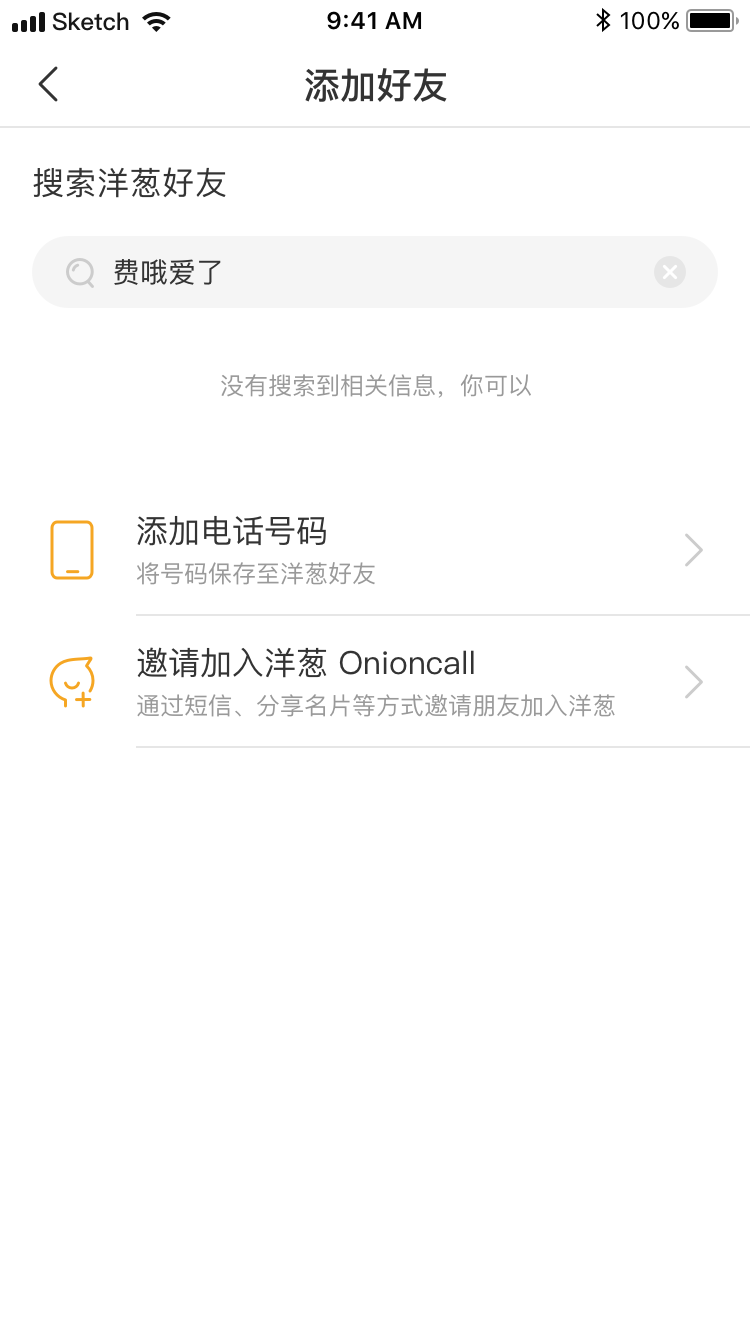 Sketch 9:41 AM 100%
添加好友
搜索洋葱好友
费哦爱了
没有搜索到相关信息，你可以
添加电话号码
将号码保存至洋葱好友
邀请加入洋葱 Onioncall
通过短信、分享名片等方式邀请朋友加入洋葱